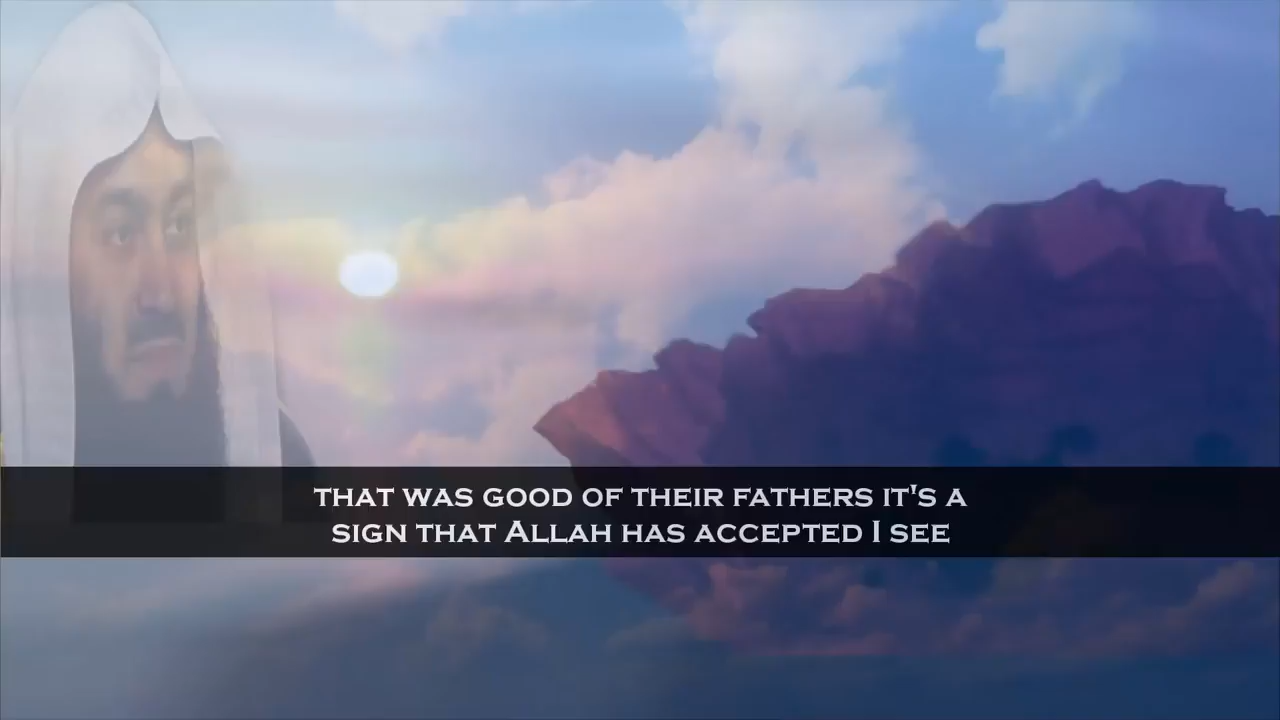 THAT WAS GOOD OF THEIR FATHERS IT'S A
SIGN THAT ALLAH HAS ACCEPTED I SEE